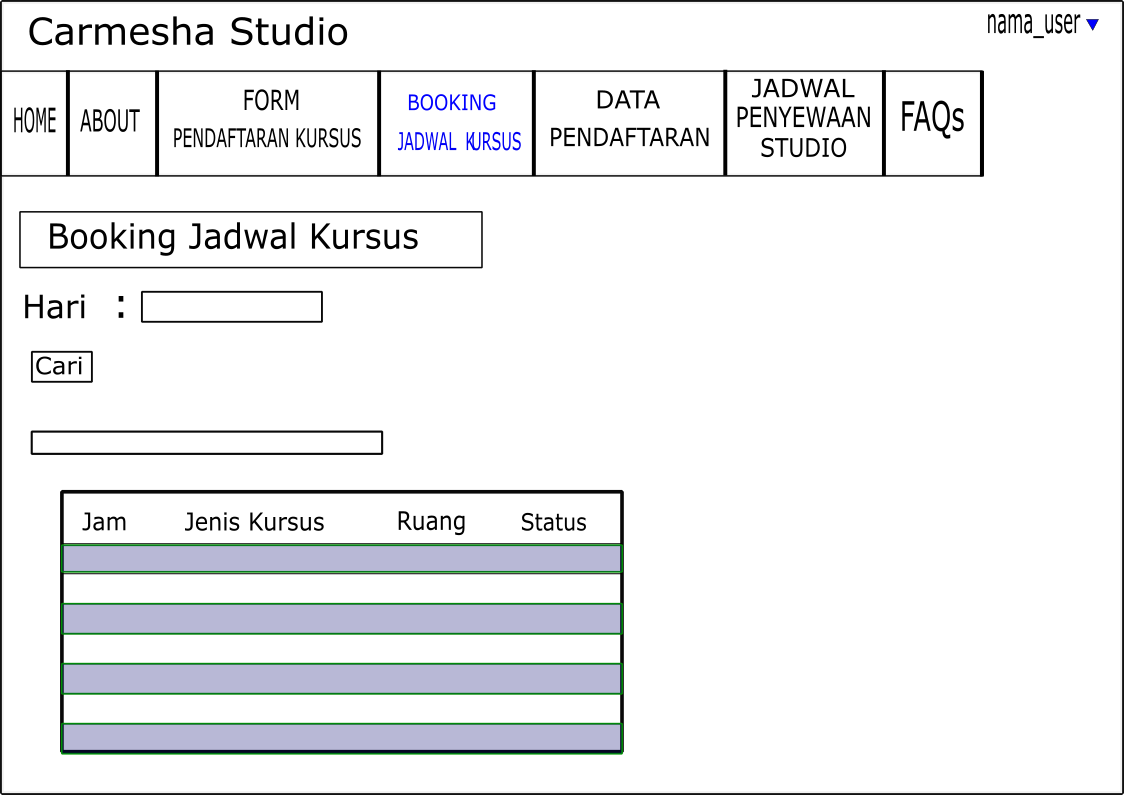 Carmesha Studio
nama_user
HOME
ABOUT
FORM
PENDAFTARAN KURSUS
BOOKING
JADWAL KURSUS
DATA
PENDAFTARAN
JADWAL
PENYEWAAN
STUDIO
FAQs
Booking Jadwal Kursus
Hari :
Cari
Jam Jenis Kursus Ruang Status